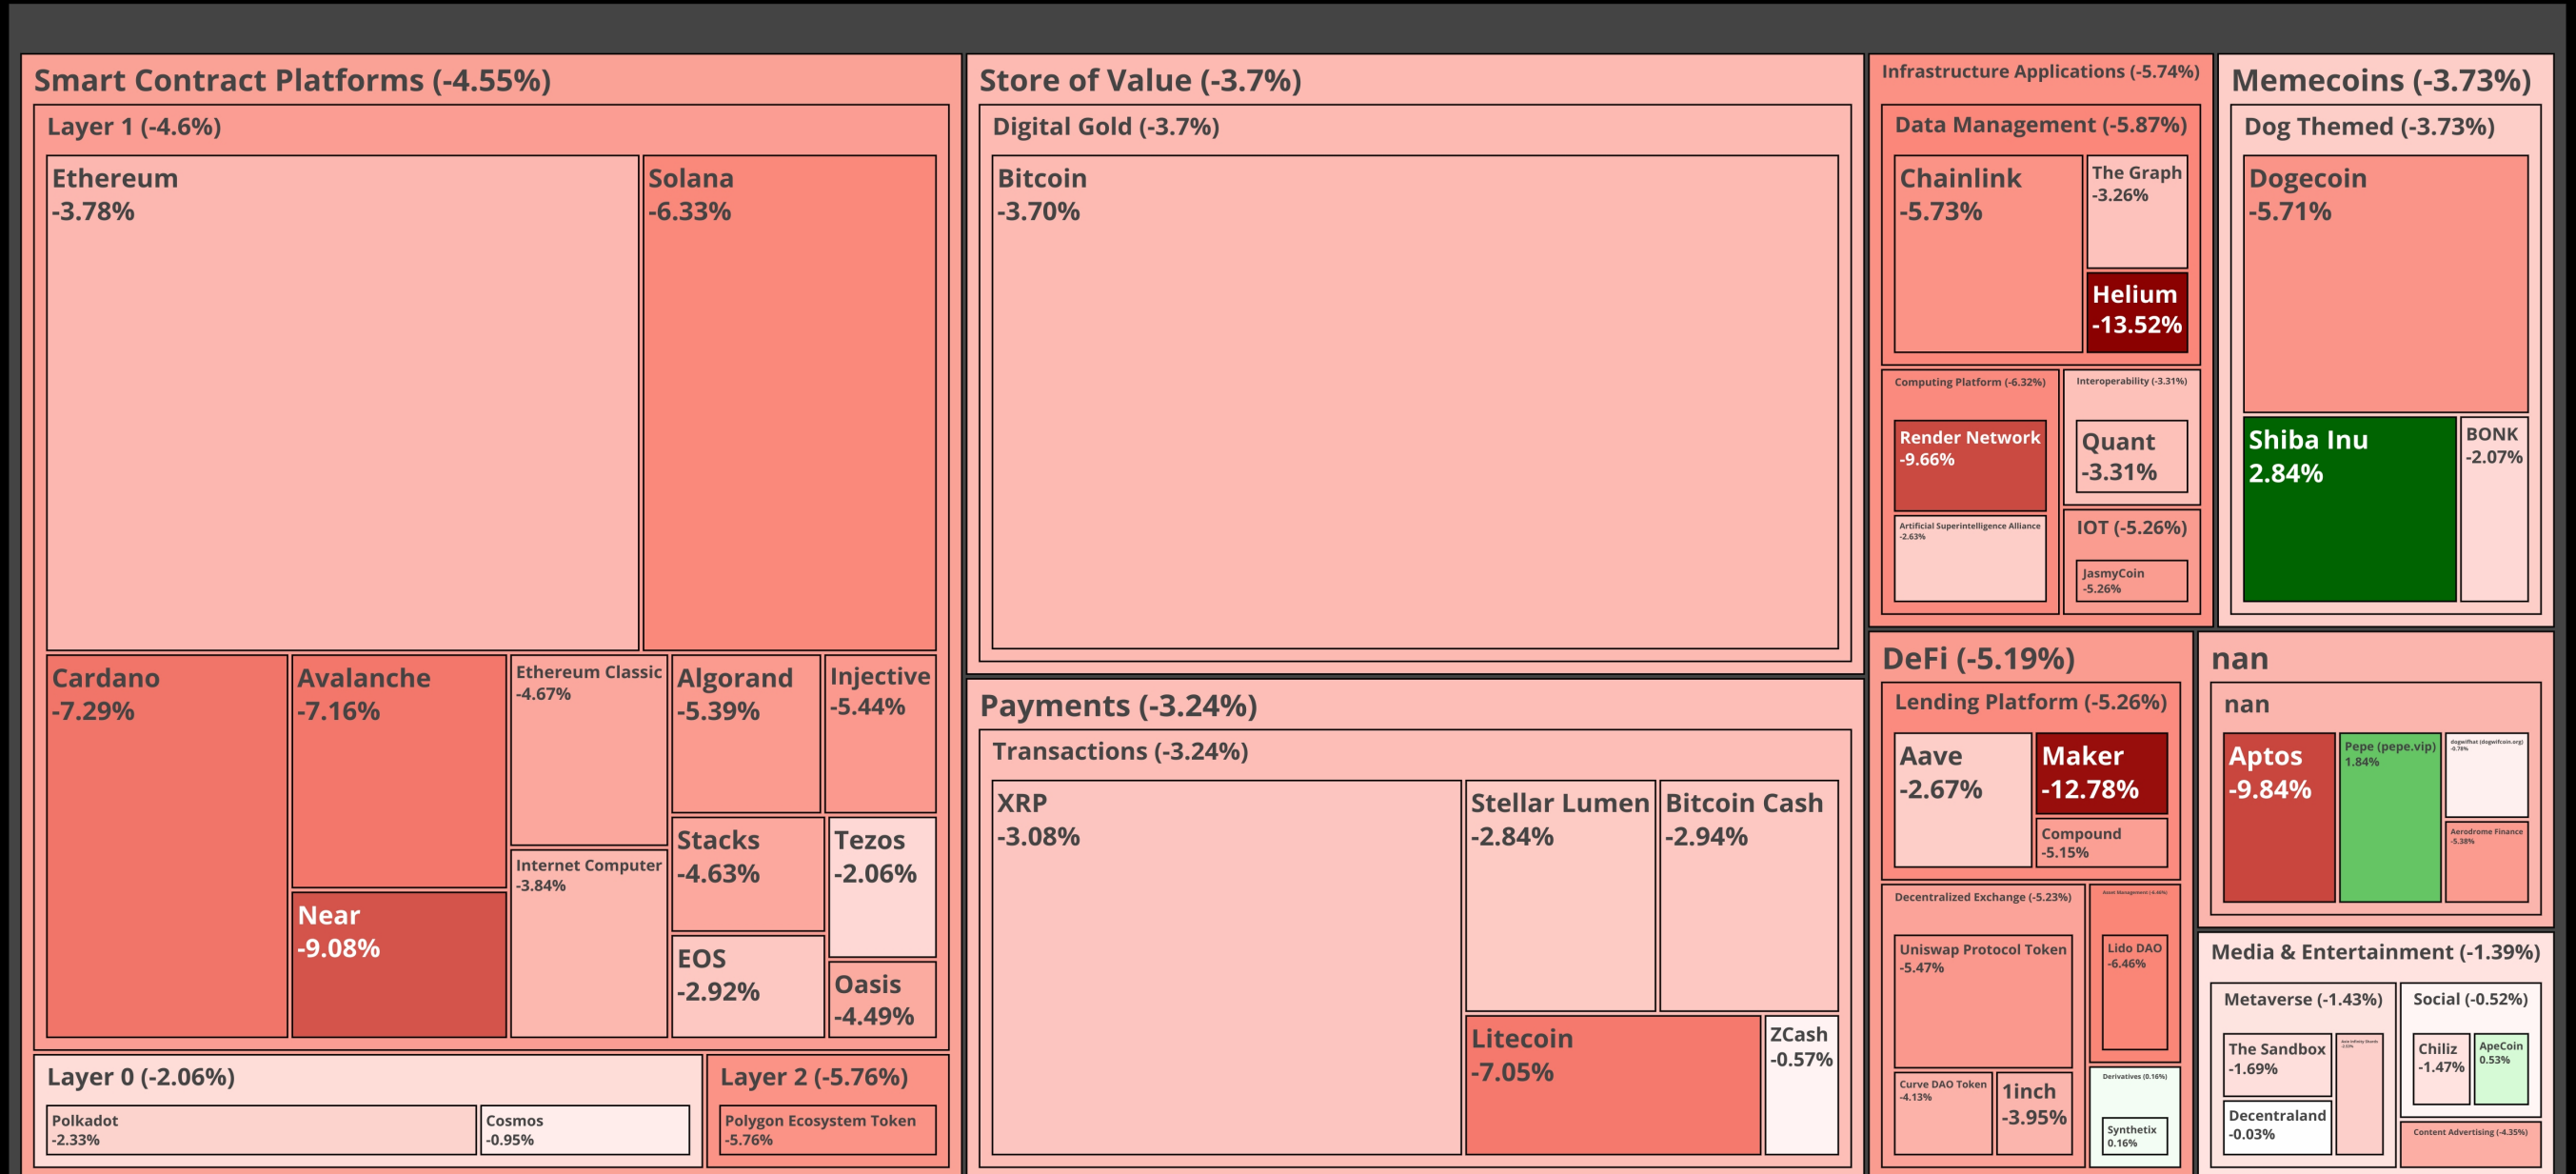 Smart Contract Platforms (-4.55%)
Layer 1 (-4.6%)
Ethereum
-3.78%
Solana
-6.33%
Cardano
-7.29%
Avalanche
-7.16%
Near
-9.08%
Ethereum Classic
-4.67%
Internet Computer
-3.84%
Algorand
-5.39%
Injective
-5.44%
Stacks
-4.63%
Tezos
-2.06%
EOS
-2.92%
Oasis
-4.49%
Layer 0 (-2.06%)
Polkadot
-2.33%
Cosmos
-0.95%
Layer 2 (-5.76%)
Polygon Ecosystem Token
-5.76%
Store of Value (-3.7%)
Digital Gold (-3.7%)
Bitcoin
-3.70%
Payments (-3.24%)
Transactions (-3.24%)
XRP
-3.08%
Stellar Lumen
-2.84%
Bitcoin Cash
-2.94%
Litecoin
-7.05%
ZCash
-0.57%
Infrastructure Applications (-5.74%)
Data Management (-5.87%)
Chainlink
-5.73%
The Graph
-3.26%
Helium
-13.52%
Computing Platform (-6.32%)
Render Network
-9.66%
Artificial Superintelligence Alliance
-2.63%
Interoperability (-3.31%)
Quant
-3.31%
IOT (-5.26%)
JasmyCoin
-5.26%
Memecoins (-3.73%)
Dog Themed (-3.73%)
Dogecoin
-5.71%
Shiba Inu
2.84%
BONK
-2.07%
DeFi (-5.19%)
Lending Platform (-5.26%)
Aave
-2.67%
Maker
-12.78%
Compound
-5.15%
Decentralized Exchange (-5.23%)
Uniswap Protocol Token
-5.47%
Curve DAO Token
-4.13%
1inch
-3.95%
Asset Management (-6.46%)
Lido DAO
-6.46%
Derivatives (0.16%)
Synthetix
0.16%
nan
nan
Aptos
-9.84%
Pepe (pepe.vip)
1.84%
dogwifhat (dogwifcoin.org)
-0.78%
Aerodrome Finance
-5.38%
Media & Entertainment (-1.39%)
Metaverse (-1.43%)
The Sandbox
-1.69%
Decentraland
-0.03%
Social (-0.52%)
Chiliz
-1.47%
ApeCoin
0.53%
Content Advertising (-4.35%)